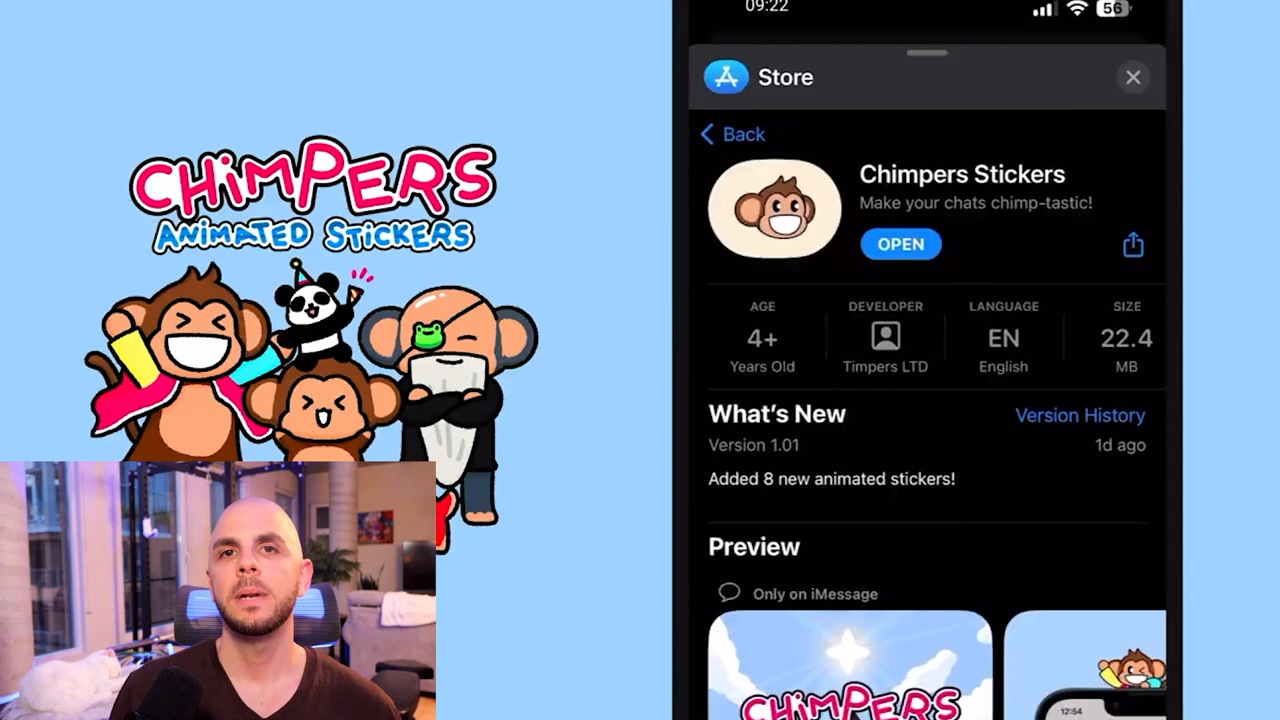 CHiMPERS
ANiMATED STiCKERS
09:22
56
Store
Back
Chimpers Stickers
Make your chats chimp-tastic!
OPEN
AGE
4+
Years Old
DEVELOPER
Timpers LTD
LANGUAGE
EN
English
SIZE
22.4
MB
What's New
Version History
Version 1.01
1d ago
Added 8 new animated stickers!
Preview
Only on iMessage
CHiMPERS
12:54